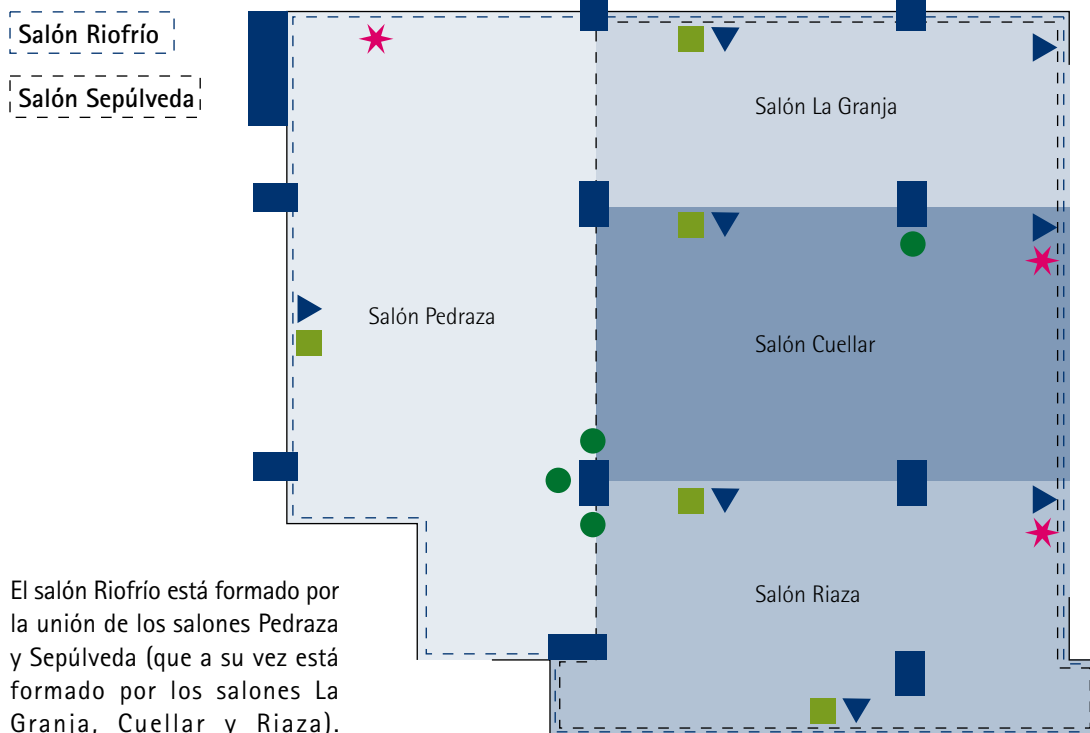 Salón Riofrío
Salón Sepúlveda
Salón La Granja
Salón Pedraza
Salón Cuellar
Salón Riaza
El salón Riofrío está formado por
la unión de los salones Pedraza
y Sepúlveda (que a su vez está
formado por los salones La
Granja, Cuellar y Riaza).